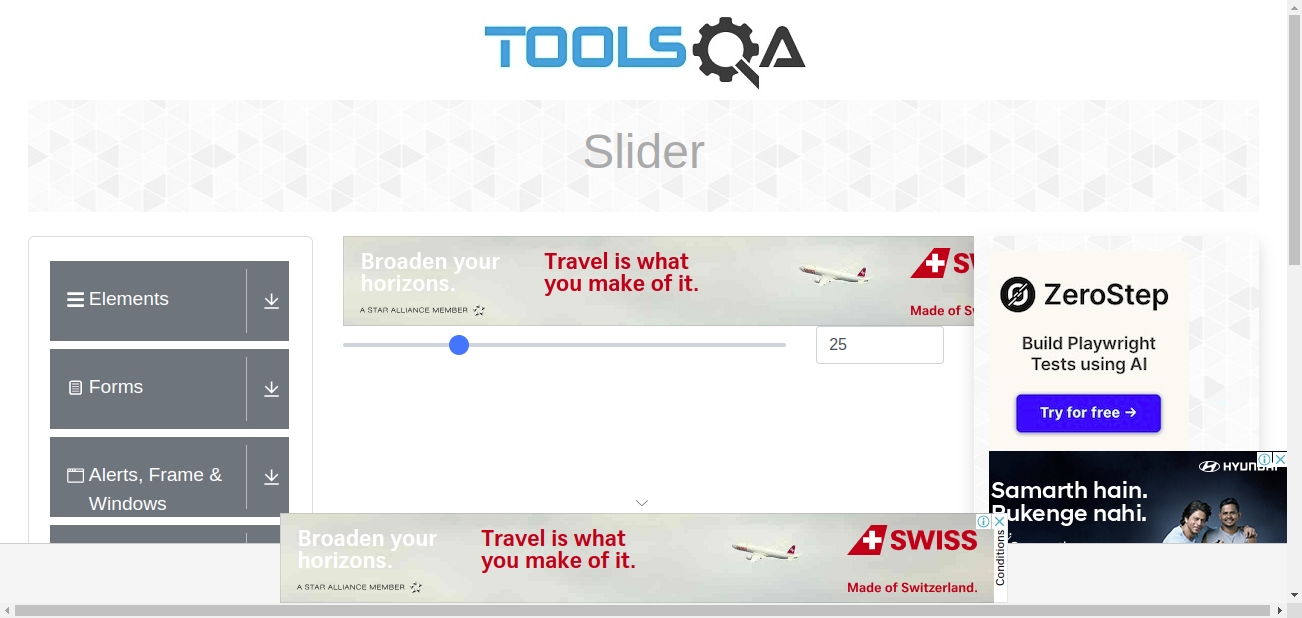 TOOLSQA
Slider
Elements
Forms
Alerts, Frame &
Windows
Broaden your
horizons.
A STAR ALLIANCE MEMBER
Travel is what
you make of it.
Made of
25
ZeroStep
Build Playwright
Tests using AI
Try for free →
HYUNDAI
Samarth hain.
Rukenge nahi.
Broaden your
horizons.
A STAR ALLIANCE MEMBER
Travel is what
you make of it.
SWISS
Made of Switzerland.
Conditions